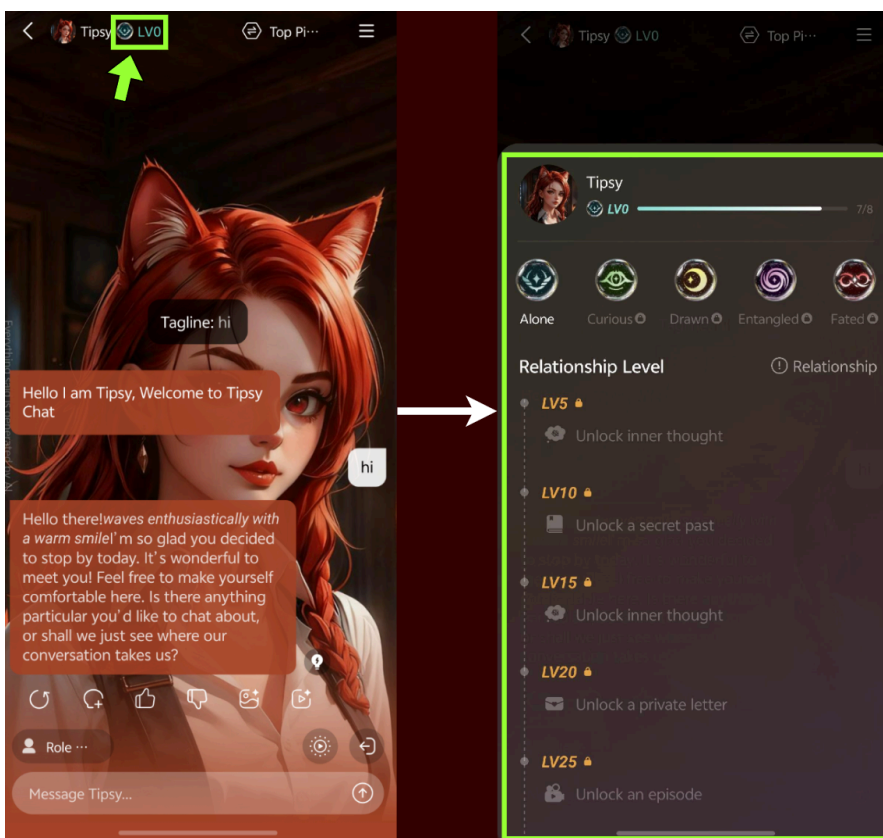 Tipsy LV0
Top Pi···
Tagline: hi
Hello I am Tipsy, Welcome to Tipsy
Chat
hi
Hello there!waves enthusiastically with
a warm smileI'm so glad you decided
to stop by today. It's wonderful to
meet you! Feel free to make yourself
comfortable here. Is there anything
particular you'd like to chat about,
or shall we just see where our
conversation takes us?
Role ···
Message Tipsy...
Tipsy LV0
Top Pi···
Tipsy
LV0
7/8
Alone
Curious
Drawn
Entangled
Fated
Relationship Level
Relationship
LV5
Unlock inner thought
LV10
Unlock a secret past
LV15
Unlock inner thought
LV20
Unlock a private letter
LV25
Unlock an episode